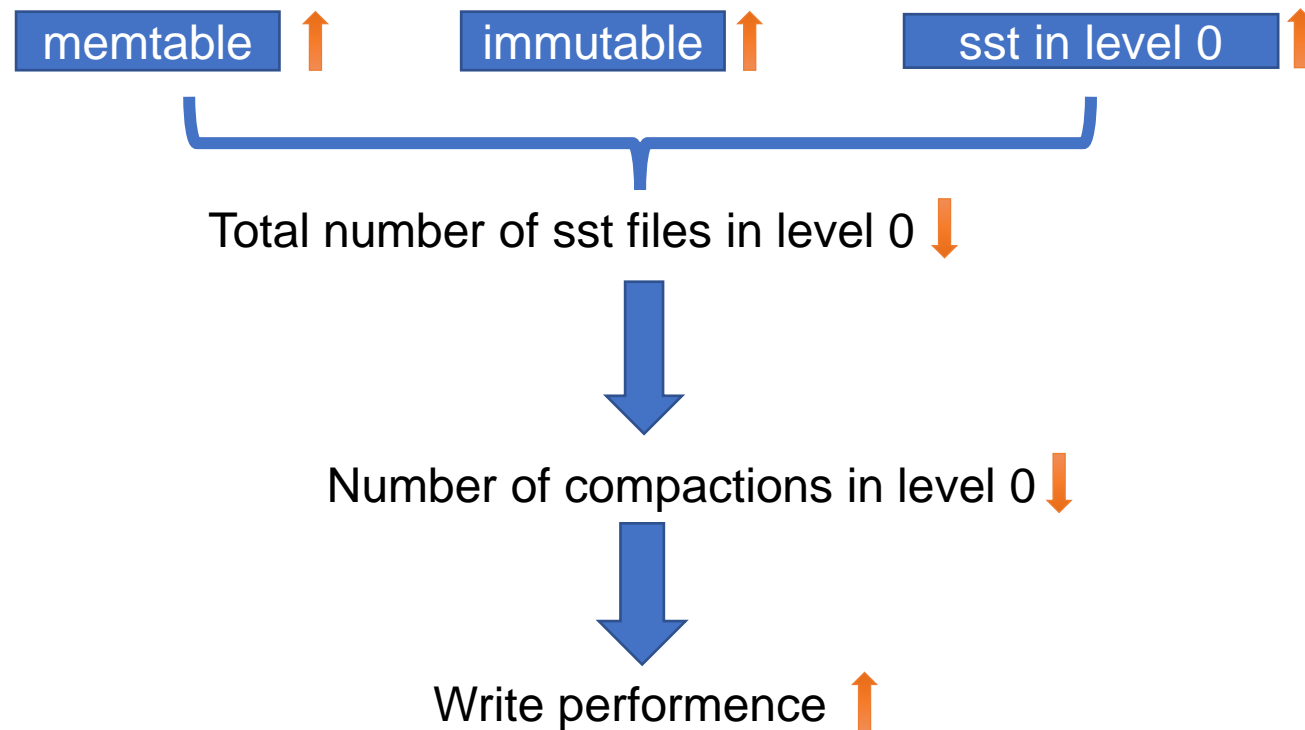 memtable immutable sst in level 0
Total number of sst files in level 0
Number of compactions in level 0
Write performence